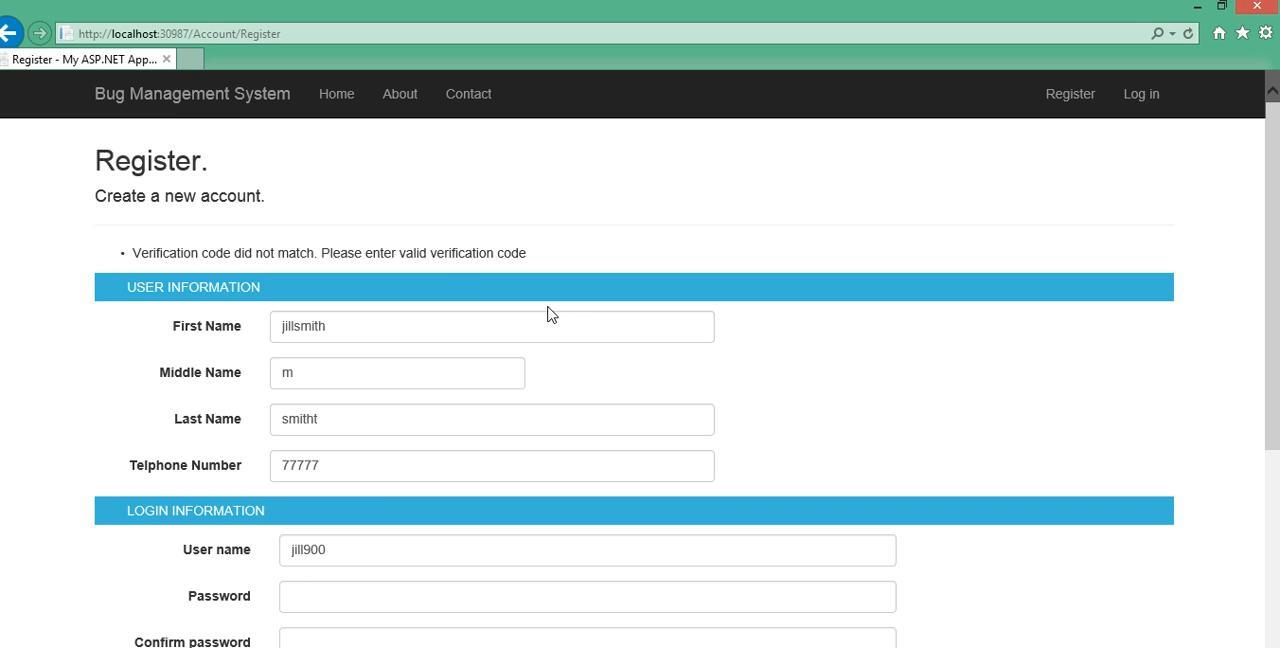 http://localhost:30987/Account/Register
Register - My ASP.NET App...
Bug Management System Home About Contact Register Log in
Register.
Create a new account.
• Verification code did not match. Please enter valid verification code
USER INFORMATION
First Name jillsmith
Middle Name m
Last Name smitht
Telphone Number 77777
LOGIN INFORMATION
User name jill900
Password
Confirm password